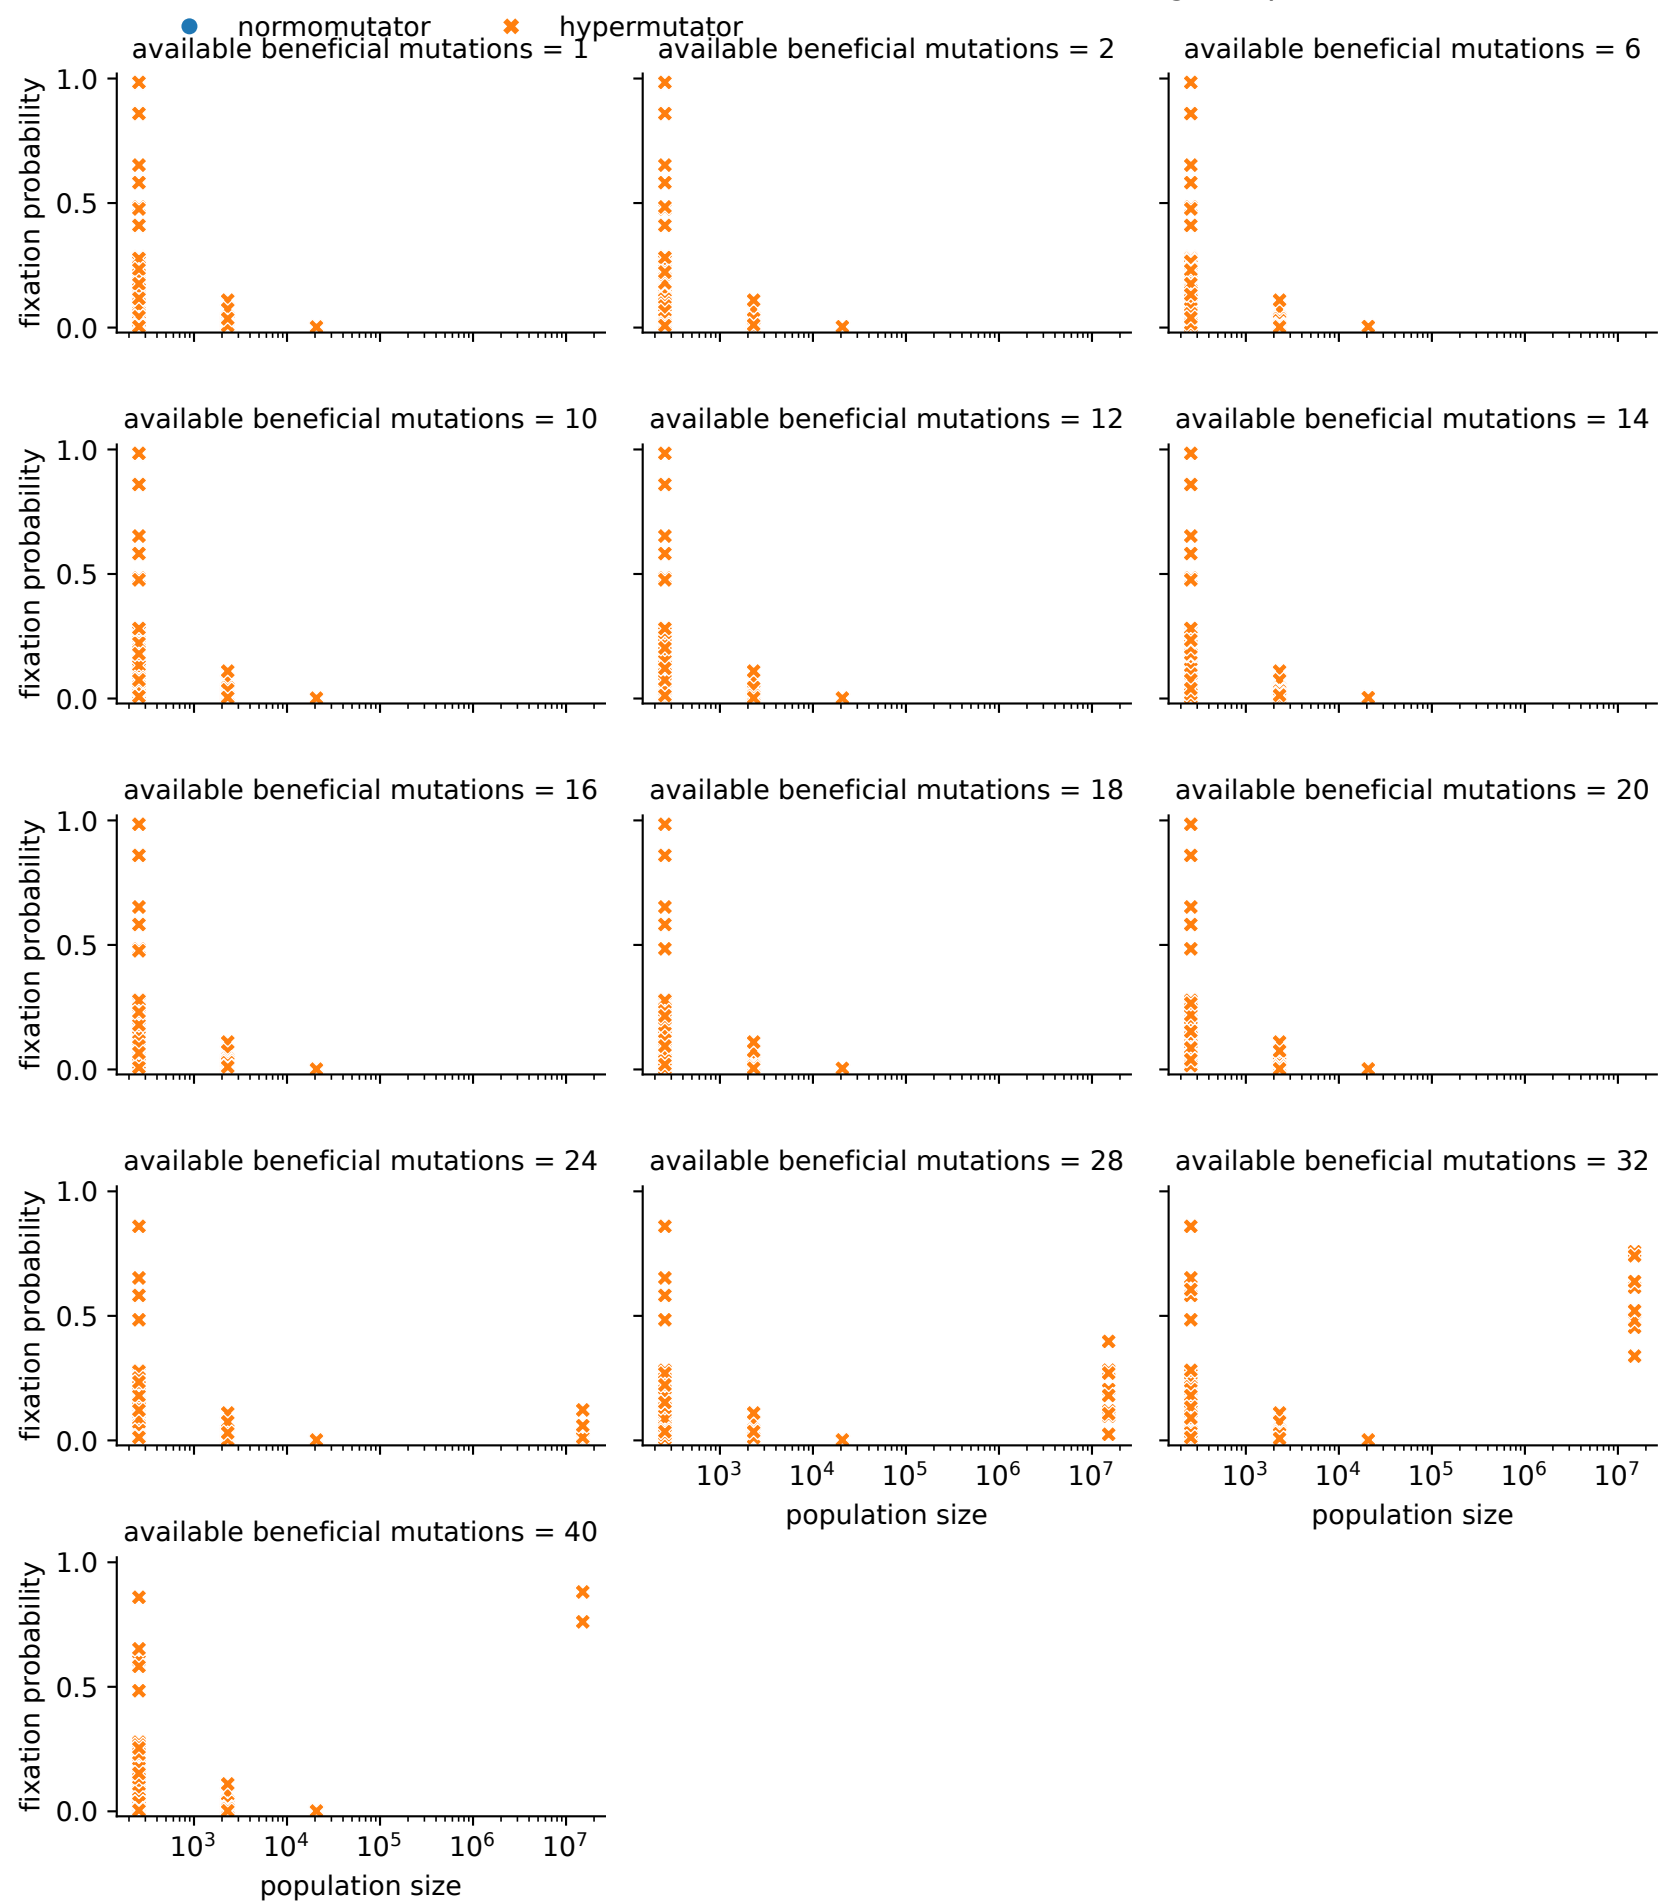 normomutator hypermutator
available beneficial mutations = 1 available beneficial mutations = 2 available beneficial mutations = 6
fixation probability
1.0
0.5
0.0
available beneficial mutations = 10 available beneficial mutations = 12 available beneficial mutations = 14
fixation probability
1.0
0.5
0.0
available beneficial mutations = 16 available beneficial mutations = 18 available beneficial mutations = 20
fixation probability
1.0
0.5
0.0
available beneficial mutations = 24 available beneficial mutations = 28 available beneficial mutations = 32
fixation probability
1.0
0.5
0.0
10³ 10⁴ 10⁵ 10⁶ 10⁷ 10³ 10⁴ 10⁵ 10⁶ 10⁷
population size population size
available beneficial mutations = 40
fixation probability
1.0
0.5
0.0
10³ 10⁴ 10⁵ 10⁶ 10⁷
population size